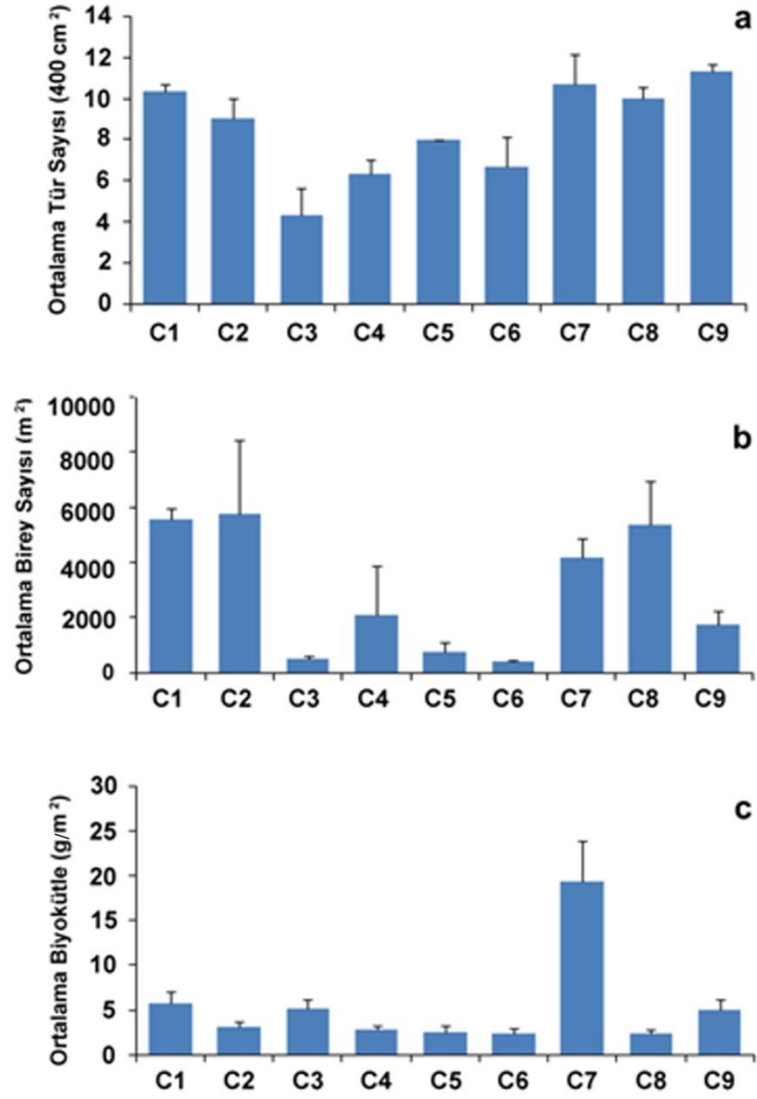 a
Ortalama Tür Sayısı (400 cm²)
14
12
10
8
6
4
2
0
C1 C2 C3 C4 C5 C6 C7 C8 C9
b
Ortalama Birey Sayısı (m²)
10000
8000
6000
4000
2000
0
C1 C2 C3 C4 C5 C6 C7 C8 C9
c
Ortalama Biyokütle (g/m²)
30
25
20
15
10
5
0
C1 C2 C3 C4 C5 C6 C7 C8 C9